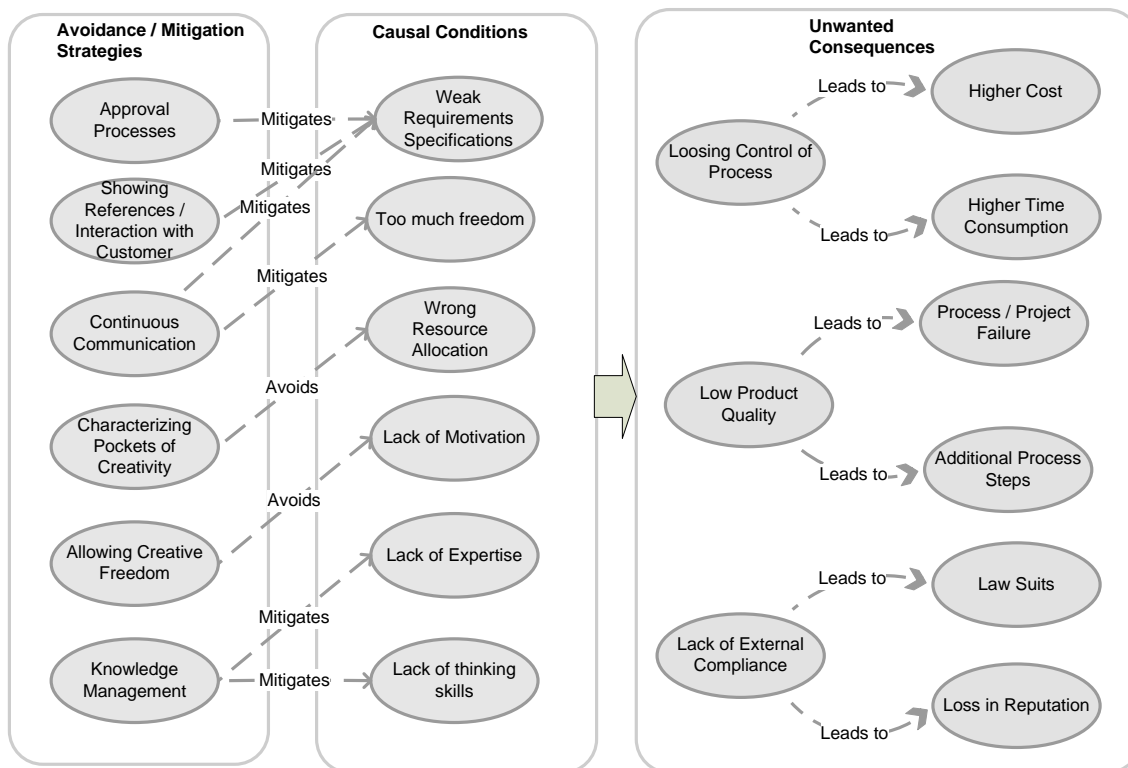 Avoidance / Mitigation
Strategies
Causal Conditions
Unwanted
Consequences
Approval
Processes
Mitigates
Weak
Requirements
Specifications
Showing
References /
Interaction with
Customer
Mitigates
Mitigates
Too much freedom
Continuous
Communication
Mitigates
Wrong
Resource
Allocation
Characterizing
Pockets of
Creativity
Avoids
Lack of Motivation
Allowing Creative
Freedom
Avoids
Lack of Expertise
Knowledge
Management
Mitigates
Mitigates
Lack of thinking
skills
Loosing Control of
Process
Leads to
Higher Cost
Leads to
Higher Time
Consumption
Low Product
Quality
Leads to
Process / Project
Failure
Leads to
Additional Process
Steps
Lack of External
Compliance
Leads to
Law Suits
Leads to
Loss in Reputation